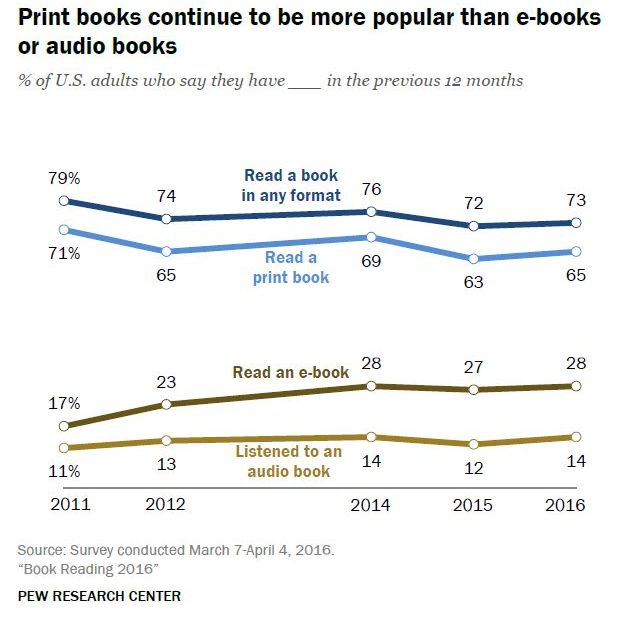 Print books continue to be more popular than e-books
or audio books
% of U.S. adults who say they have ___ in the previous 12 months
79%
74
Read a book
in any format
76
72
73
71%
65
Read a
print book
69
63
65
17%
23
Read an e-book
28
27
28
11%
13
Listened to an
audio book
14
12
14
2011
2012
2014
2015
2016
Source: Survey conducted March 7-April 4, 2016.
“Book Reading 2016”
PEW RESEARCH CENTER